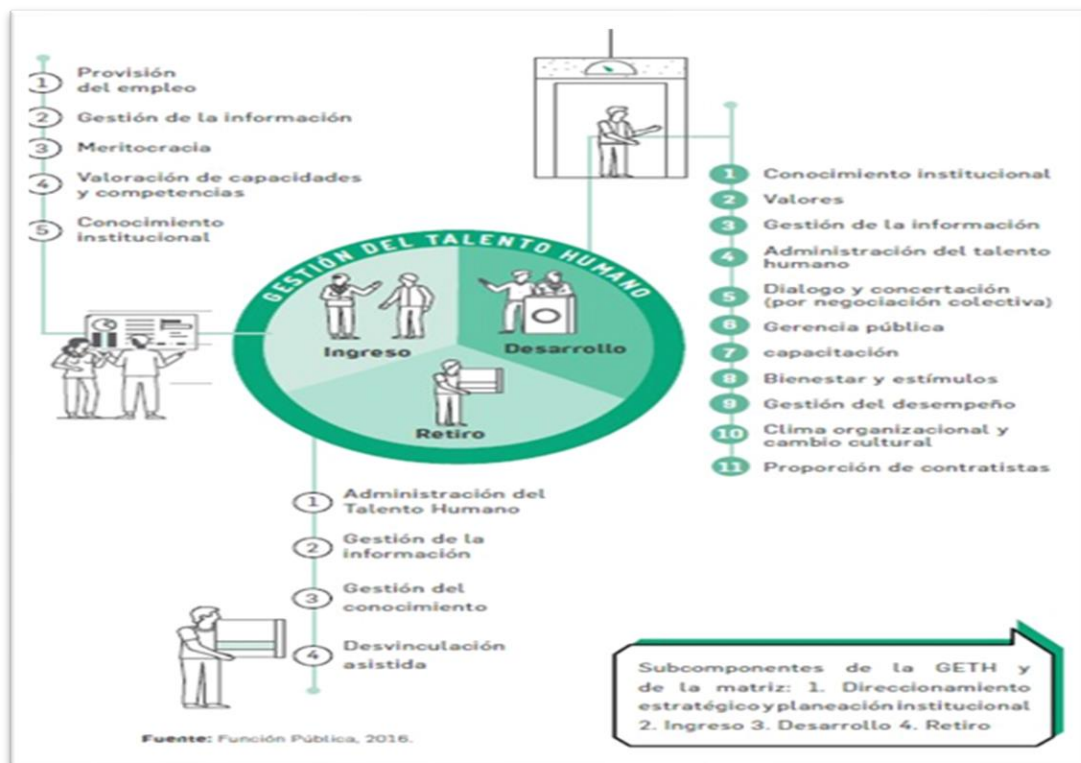 1 Provisión
del empleo
2 Gestión de la información
3 Meritocracia
4 Valoración de capacidades
y competencias
5 Conocimiento
institucional
GESTIÓN DEL TALENTO HUMANO
Ingreso
Desarrollo
Retiro
1 Conocimiento institucional
2 Valores
3 Gestión de la información
4 Administración del talento
humano
5 Dialogo y concertación
(por negociación colectiva)
6 Gerencia pública
7 capacitación
8 Bienestar y estímulos
9 Gestión del desempeño
10 Clima organizacional y
cambio cultural
11 Proporción de contratistas
1 Administración del
Talento Humano
2 Gestión de la
información
3 Gestión del
conocimiento
4 Desvinculación
asistida
Subcomponentes de la GETH y
de la matriz: 1. Direccionamiento
estratégico y planeación institucional
2. Ingreso 3. Desarrollo 4. Retiro
Fuente: Función Pública, 2016.